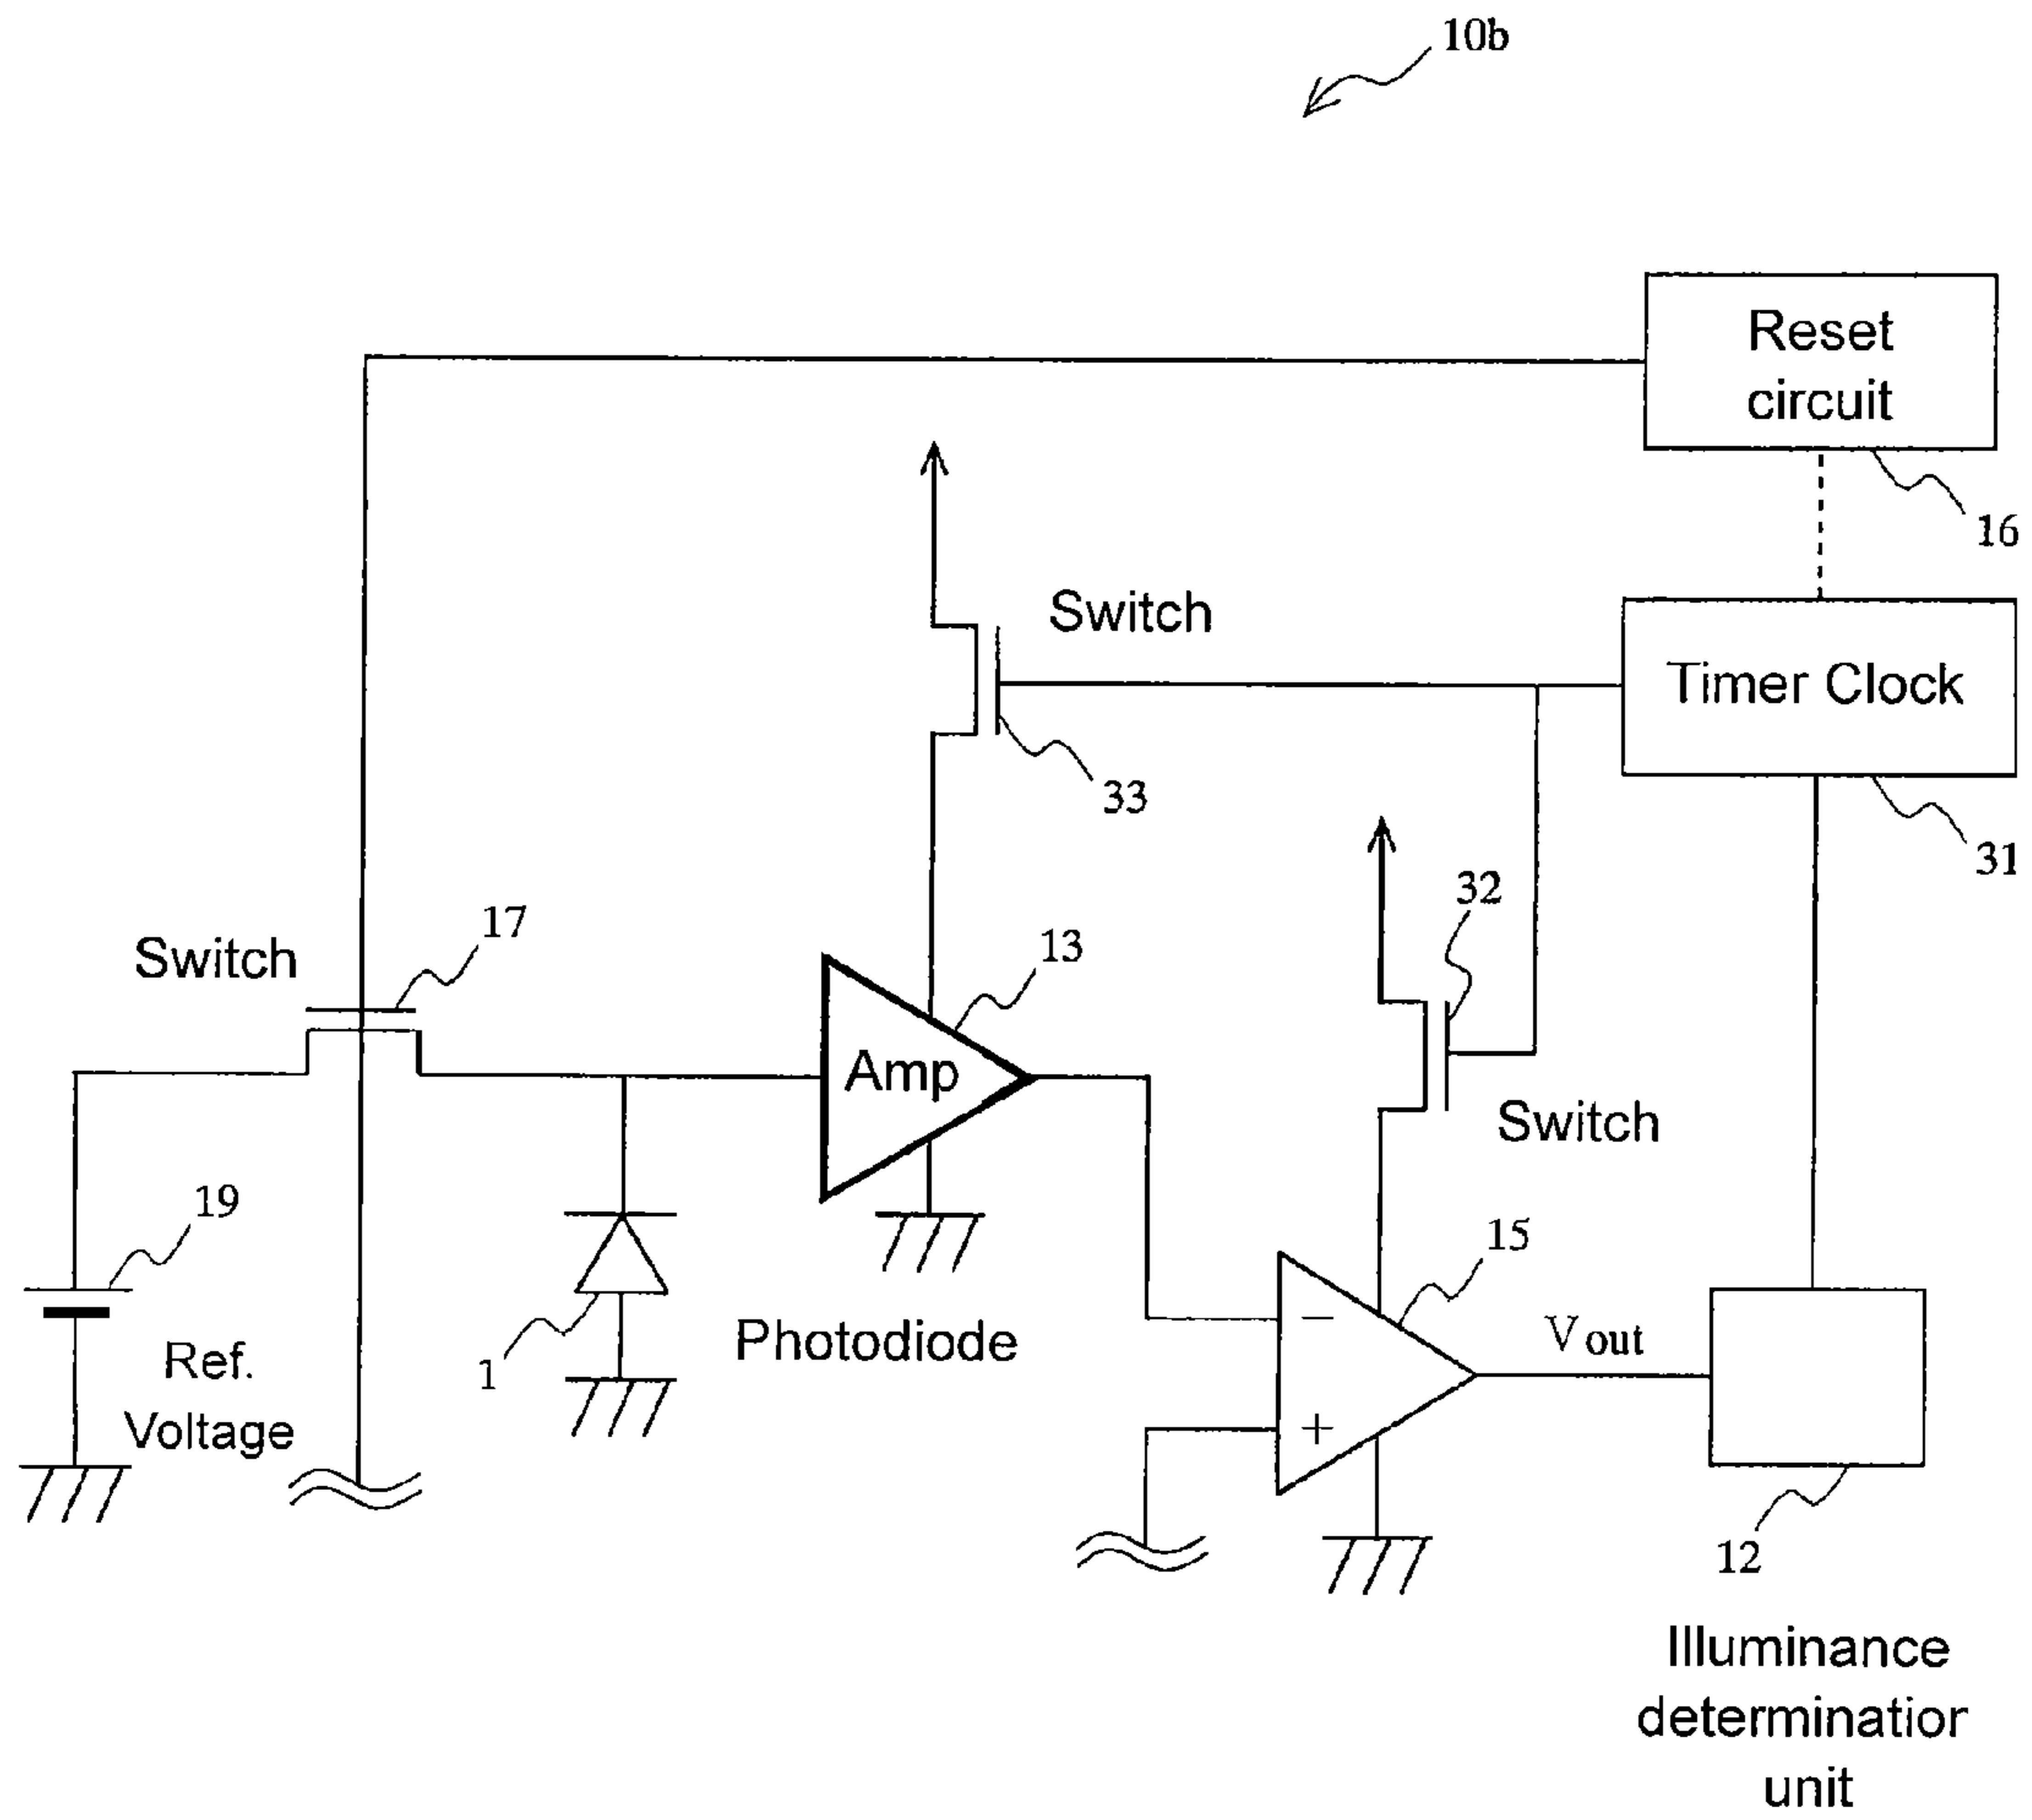 10b
Reset
circuit
16
Switch
Timer Clock
33
31
32
17
Switch
13
Amp
Switch
19
15
Ref.
Voltage
1
Photodiode
−
+
Vout
12
Illuminance
determinatior
unit